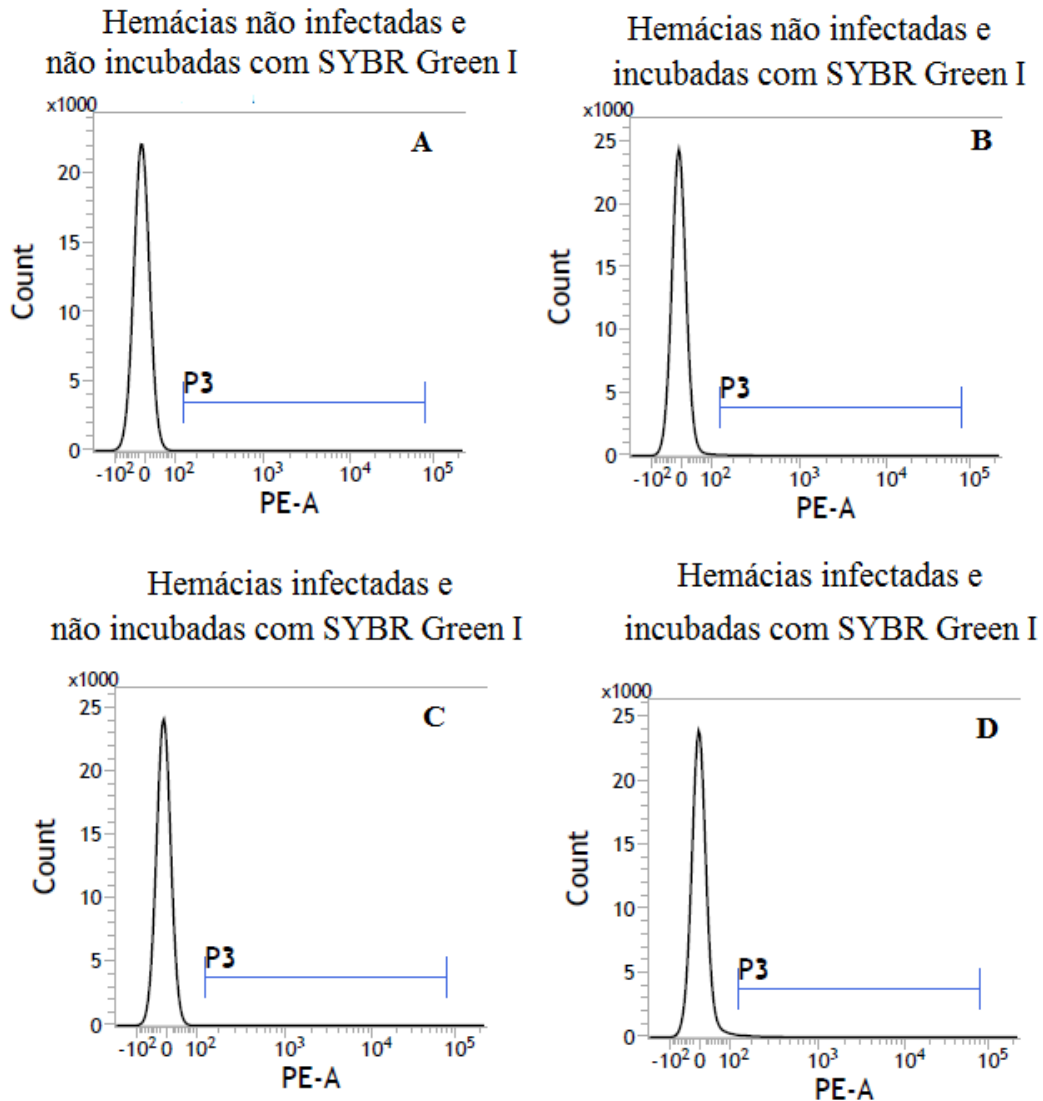 Hemácias não infectadas e
não incubadas com SYBR Green I
x1000
A
20
15
10
5
0
Count
P3
-10² 0 10² 10³ 10⁴ 10⁵
PE-A
Hemácias não infectadas e
incubadas com SYBR Green I
x1000
B
25
20
15
10
5
0
Count
P3
-10² 0 10² 10³ 10⁴ 10⁵
PE-A
Hemácias infectadas e
não incubadas com SYBR Green I
x1000
C
25
20
15
10
5
0
Count
P3
-10² 0 10² 10³ 10⁴ 10⁵
PE-A
Hemácias infectadas e
incubadas com SYBR Green I
x1000
D
25
20
15
10
5
0
Count
P3
-10² 0 10² 10³ 10⁴ 10⁵
PE-A